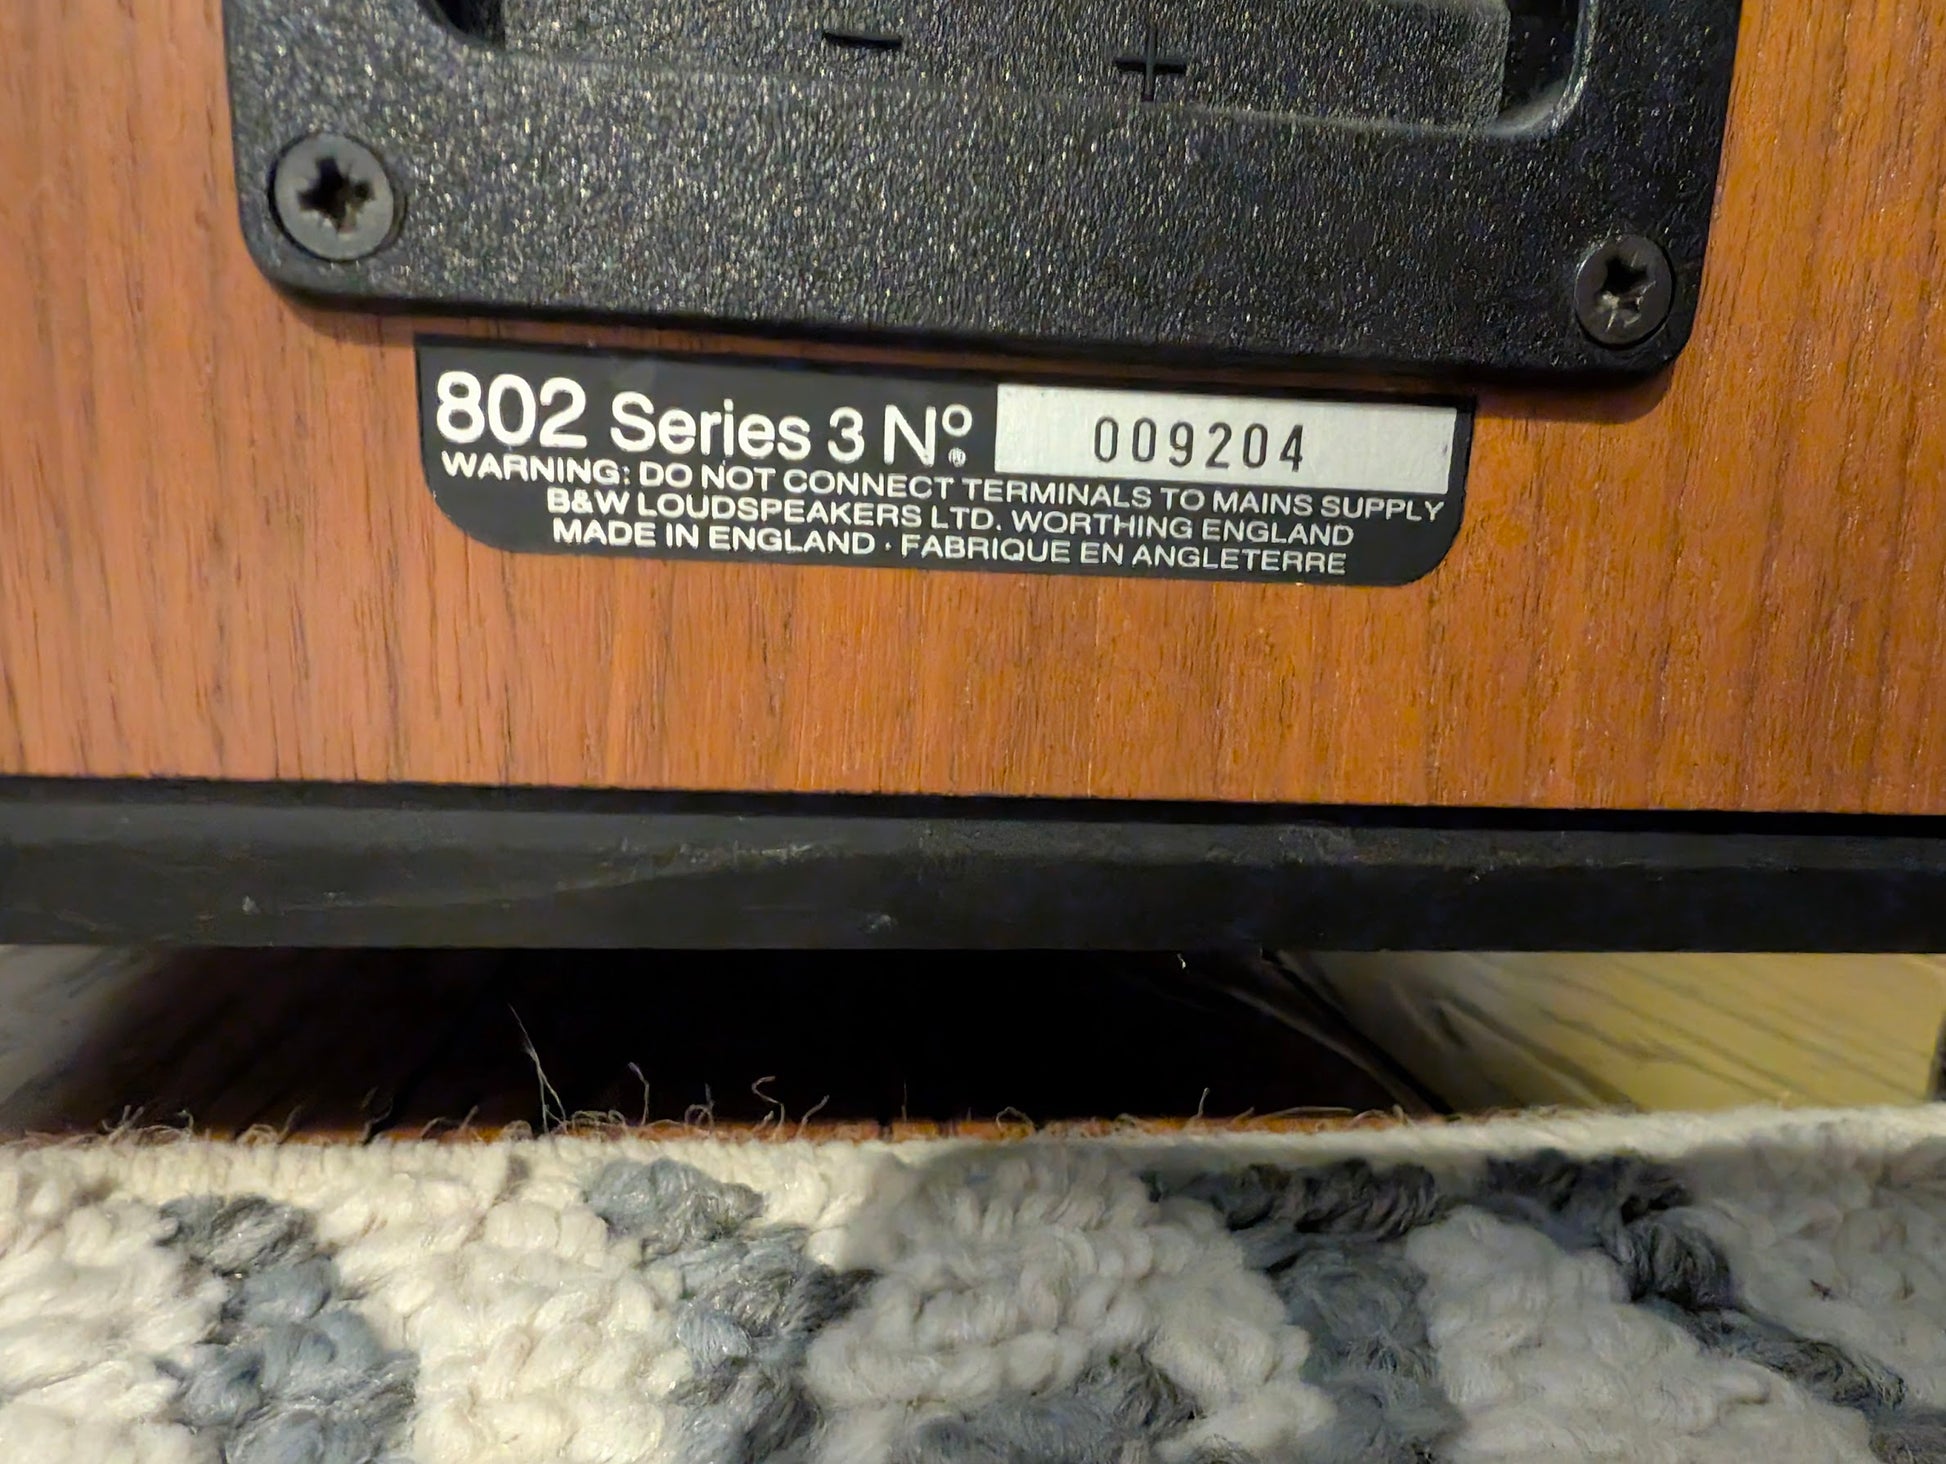 − +
802 Series 3 Nº 009204
WARNING: DO NOT CONNECT TERMINALS TO MAINS SUPPLY
B&W LOUDSPEAKERS LTD. WORTHING ENGLAND
MADE IN ENGLAND · FABRIQUE EN ANGLETERRE